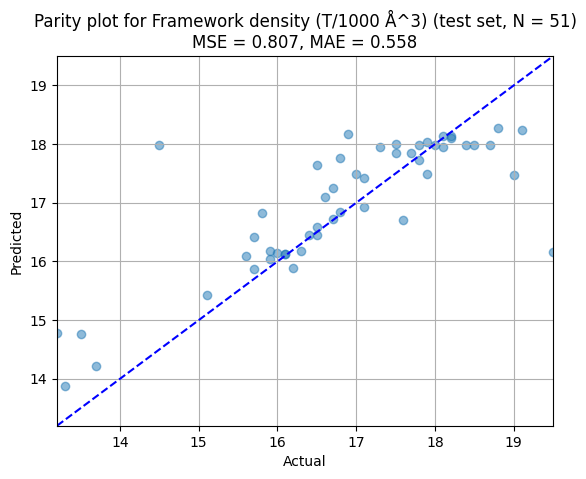 Parity plot for Framework density (T/1000 Å^3) (test set, N = 51)
MSE = 0.807, MAE = 0.558
19
18
17
16
15
14
Predicted
14 15 16 17 18 19
Actual